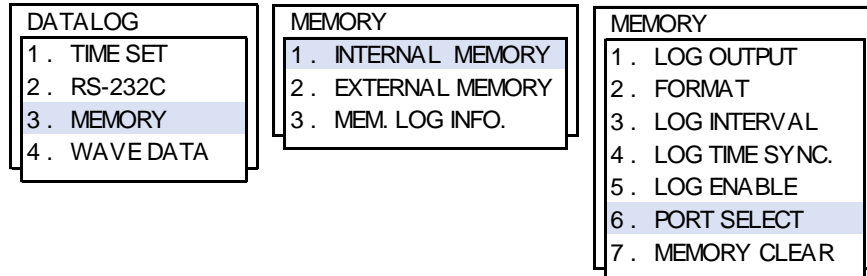 DATALOG
1. TIME SET
2. RS-232C
3. MEMORY
4. WAVE DATA
MEMORY
1. INTERNAL MEMORY
2. EXTERNAL MEMORY
3. MEM. LOG INFO.
MEMORY
1. LOG OUTPUT
2. FORMAT
3. LOG INTERVAL
4. LOG TIME SYNC.
5. LOG ENABLE
6. PORT SELECT
7. MEMORY CLEAR